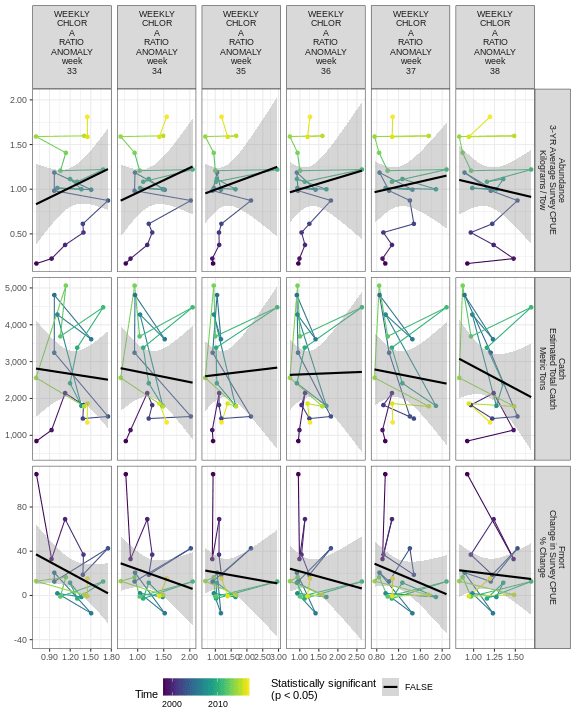 WEEKLY
CHLOR
A
RATIO
ANOMALY
week
33
WEEKLY
CHLOR
A
RATIO
ANOMALY
week
34
WEEKLY
CHLOR
A
RATIO
ANOMALY
week
35
WEEKLY
CHLOR
A
RATIO
ANOMALY
week
36
WEEKLY
CHLOR
A
RATIO
ANOMALY
week
37
WEEKLY
CHLOR
A
RATIO
ANOMALY
week
38
2.00
1.50
1.00
0.50
Abundance
3-YR Average Survey CPUE
Kilograms / Tow
5,000
4,000
3,000
2,000
1,000
Catch
Estimated Total Catch
Metric Tons
80
40
0
-40
Fmort
Change in Survey CPUE
% Change
0.90 1.20 1.50 1.80
1.00 1.50 2.00
1.00 1.50 2.00 2.50 3.00
1.00 1.50 2.00 2.50
0.80 1.20 1.60 2.00
1.00 1.25 1.50
Time
2000 2010
Statistically significant
(p < 0.05)
FALSE